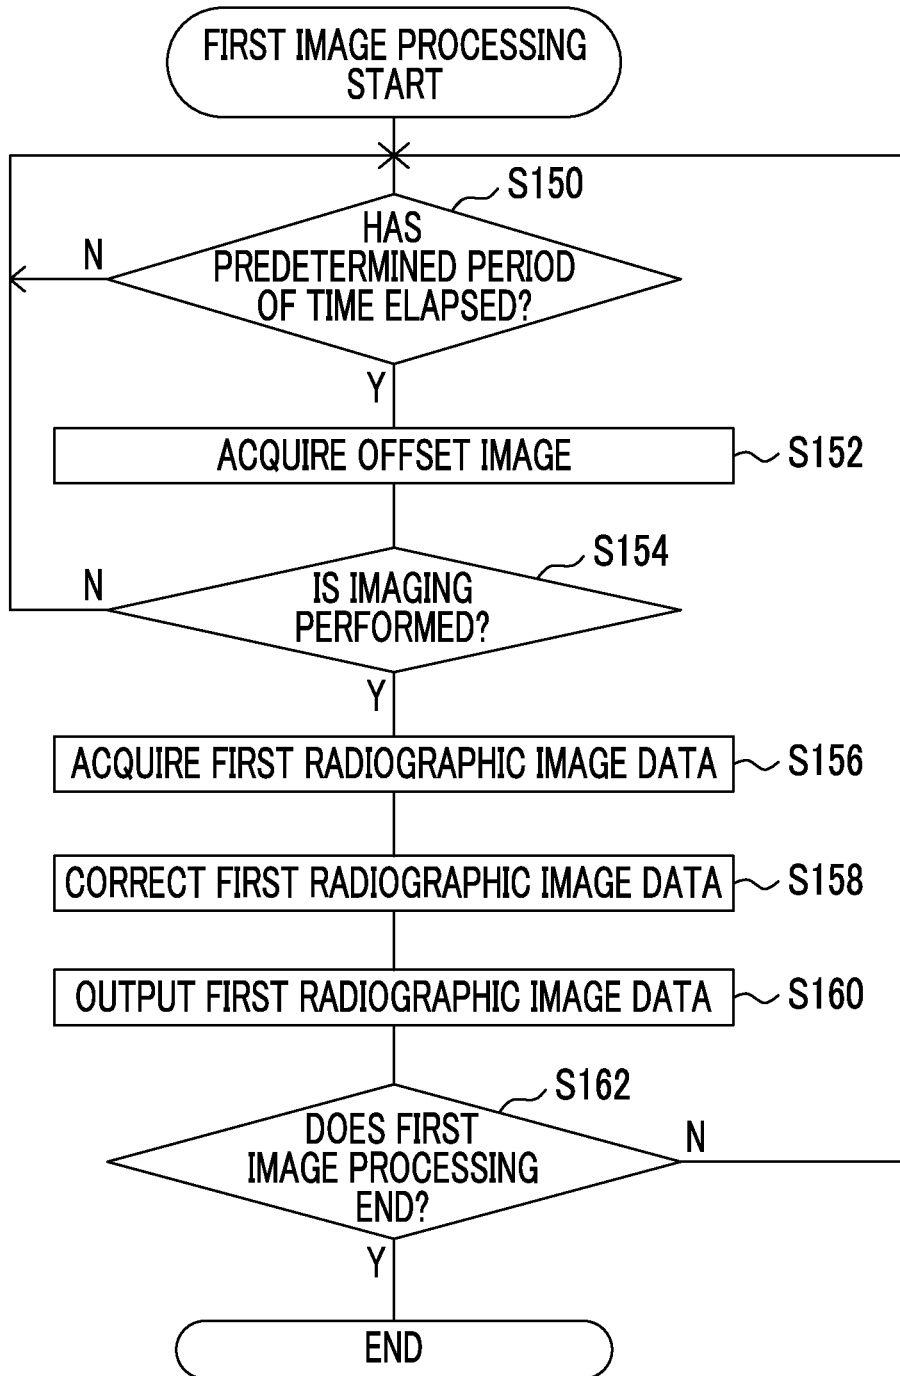 FIRST IMAGE PROCESSING
START
S150
HAS
PREDETERMINED PERIOD
OF TIME ELAPSED?
N
Y
ACQUIRE OFFSET IMAGE
S152
S154
IS IMAGING
PERFORMED?
N
Y
ACQUIRE FIRST RADIOGRAPHIC IMAGE DATA
S156
CORRECT FIRST RADIOGRAPHIC IMAGE DATA
S158
OUTPUT FIRST RADIOGRAPHIC IMAGE DATA
S160
S162
DOES FIRST
IMAGE PROCESSING
END?
N
Y
END